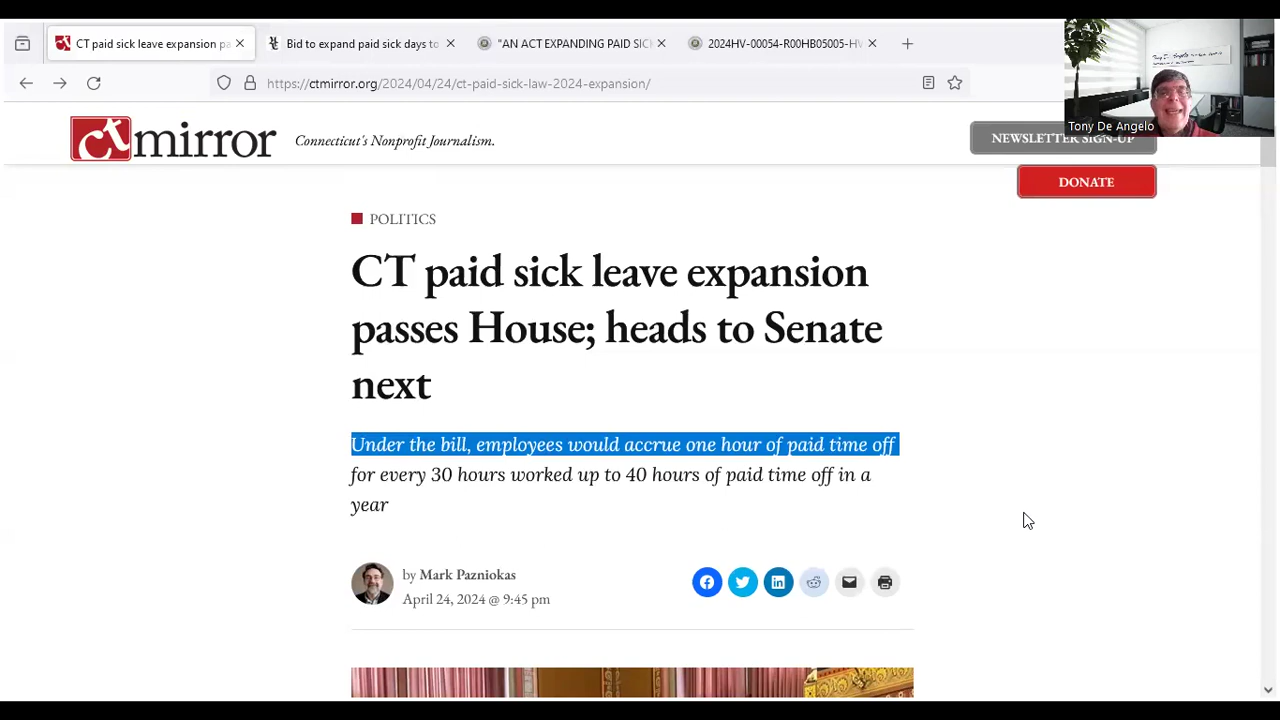 CT paid sick leave expansion pa
Bid to expand paid sick days to
"AN ACT EXPANDING PAID SICK
2024HV-00054-R00HB05005-HV
https://ctmirror.org/2024/04/24/ct-paid-sick-law-2024-expansion/
Tony De Angelo
ct mirror
Connecticut's Nonprofit Journalism.
NEWSLETTER SIGN-UP
DONATE
POLITICS
CT paid sick leave expansion
passes House; heads to Senate
next
Under the bill, employees would accrue one hour of paid time off
for every 30 hours worked up to 40 hours of paid time off in a
year
by Mark Pazniokas
April 24, 2024 @ 9:45 pm